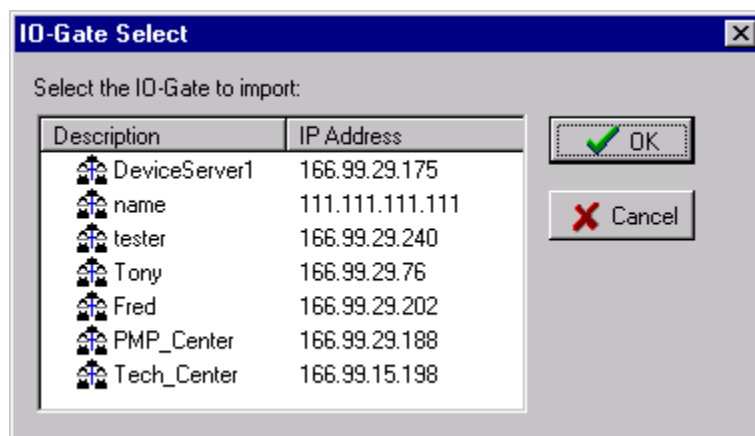 IO-Gate Select
Select the IO-Gate to import:
Description IP Address
DeviceServer1 166.99.29.175
name 111.111.111.111
tester 166.99.29.240
Tony 166.99.29.76
Fred 166.99.29.202
PMP_Center 166.99.29.188
Tech_Center 166.99.15.198
OK
Cancel